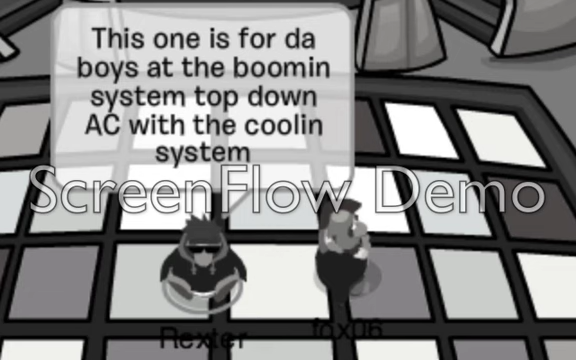 This one is for da
boys at the boomin
system top down
AC with the coolin
system
ScreenFlow Demo
Rexter
fox06